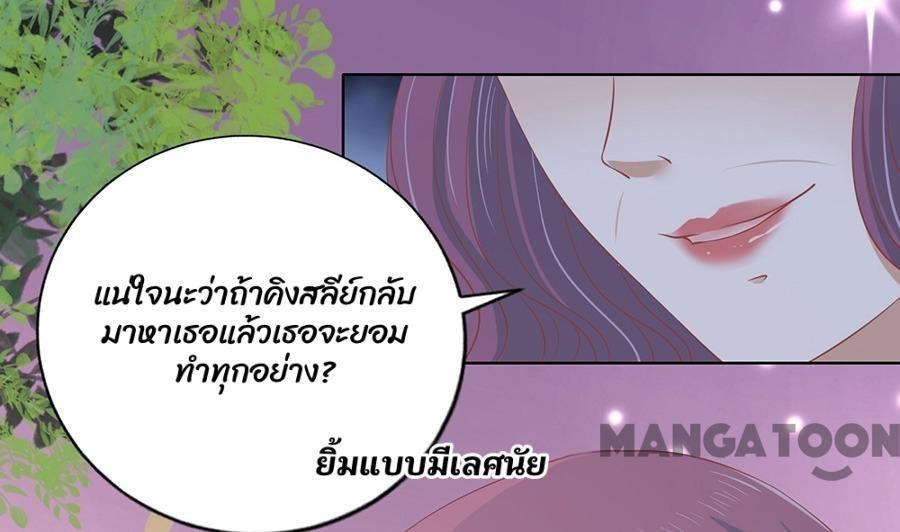 แน่ใจนะว่าถ้าคิงสลีย์กลับ
มาหาเธอแล้วเธอจะยอม
ทำทุกอย่าง?
ยิ้มแบบมีเลศนัย
MANGATOON